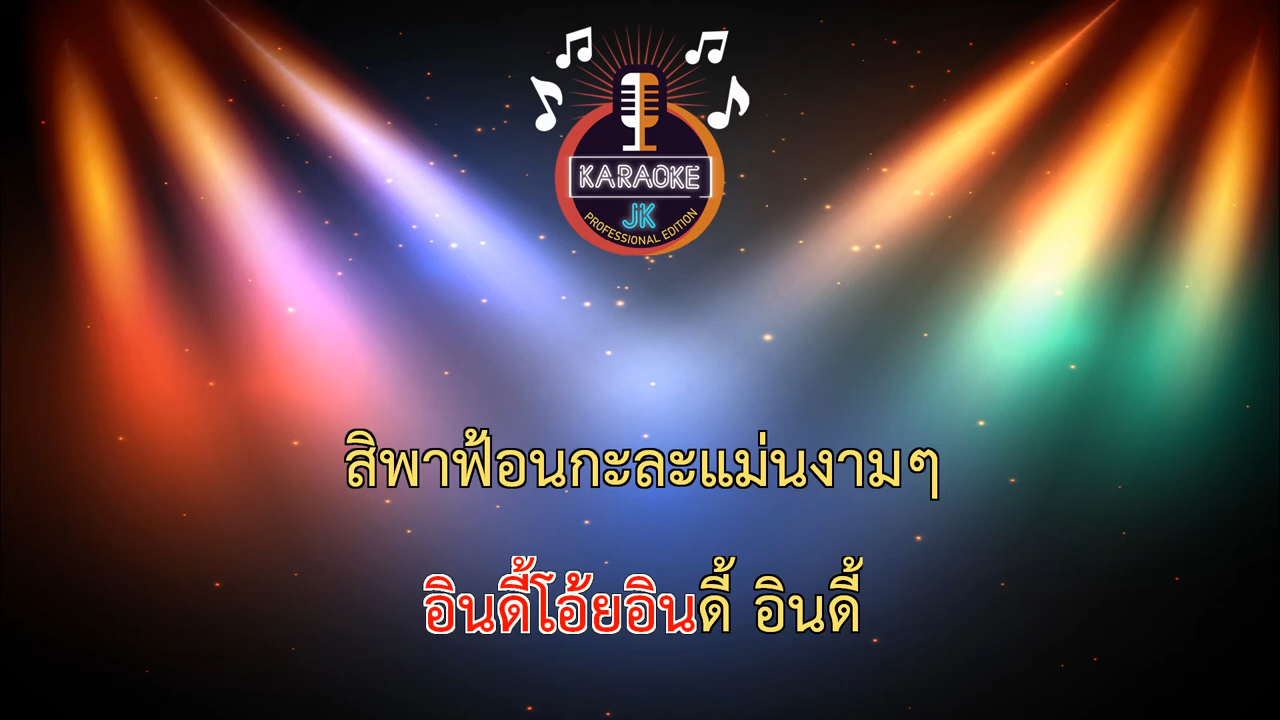 KARAOKE
JK
PROFESSIONAL EDITION
สิพาฟ้อนกะละแม่นงามๆ
อินดี้โอ้ยอินดี้ อินดี้